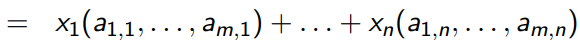 = x₁(a₁,₁, . . . , aₘ,₁) + . . . + xₙ(a₁,ₙ, . . . , aₘ,ₙ)